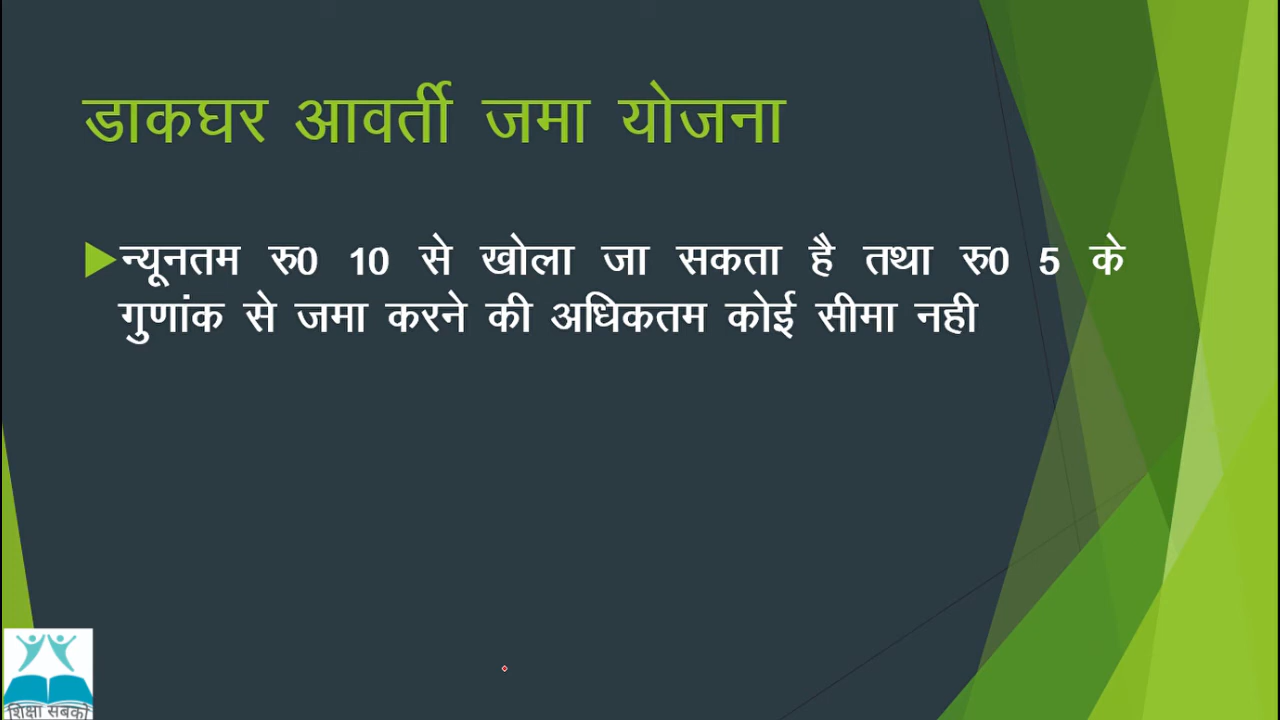 डाकघर आवर्ती जमा योजना
न्यूनतम रु0 10 से खोला जा सकता है तथा रु0 5 के
गुणांक से जमा करने की अधिकतम कोई सीमा नही
शिक्षा सबको